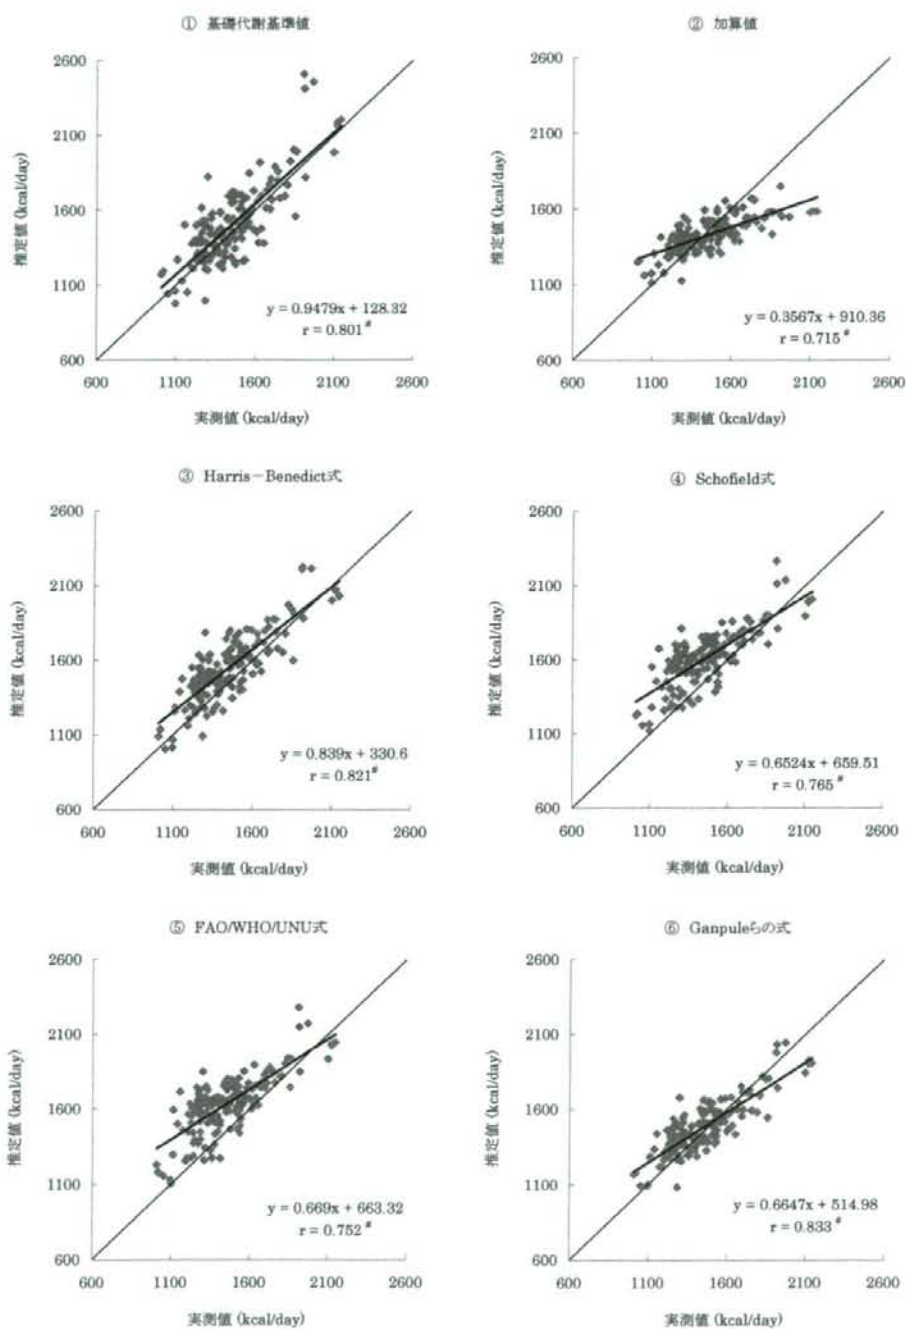 ① 基礎代謝基準値
2600
2100
1600
1100
600
推定値 (kcal/day)
y = 0.9479x + 128.32
r = 0.801 #
600 1100 1600 2100 2600
実測値 (kcal/day)
② 加算値
2600
2100
1600
1100
600
推定値 (kcal/day)
y = 0.3567x + 910.36
r = 0.715 #
600 1100 1600 2100 2600
実測値 (kcal/day)
③ Harris－Benedict式
2600
2100
1600
1100
600
推定値 (kcal/day)
y = 0.839x + 330.6
r = 0.821 #
600 1100 1600 2100 2600
実測値 (kcal/day)
④ Schofield式
2600
2100
1600
1100
600
推定値 (kcal/day)
y = 0.6524x + 659.51
r = 0.765 #
600 1100 1600 2100 2600
実測値 (kcal/day)
⑤ FAO/WHO/UNU式
2600
2100
1600
1100
600
推定値 (kcal/day)
y = 0.669x + 663.32
r = 0.752 #
600 1100 1600 2100 2600
実測値 (kcal/day)
⑥ Ganpuleらの式
2600
2100
1600
1100
600
推定値 (kcal/day)
y = 0.6647x + 514.98
r = 0.833 #
600 1100 1600 2100 2600
実測値 (kcal/day)